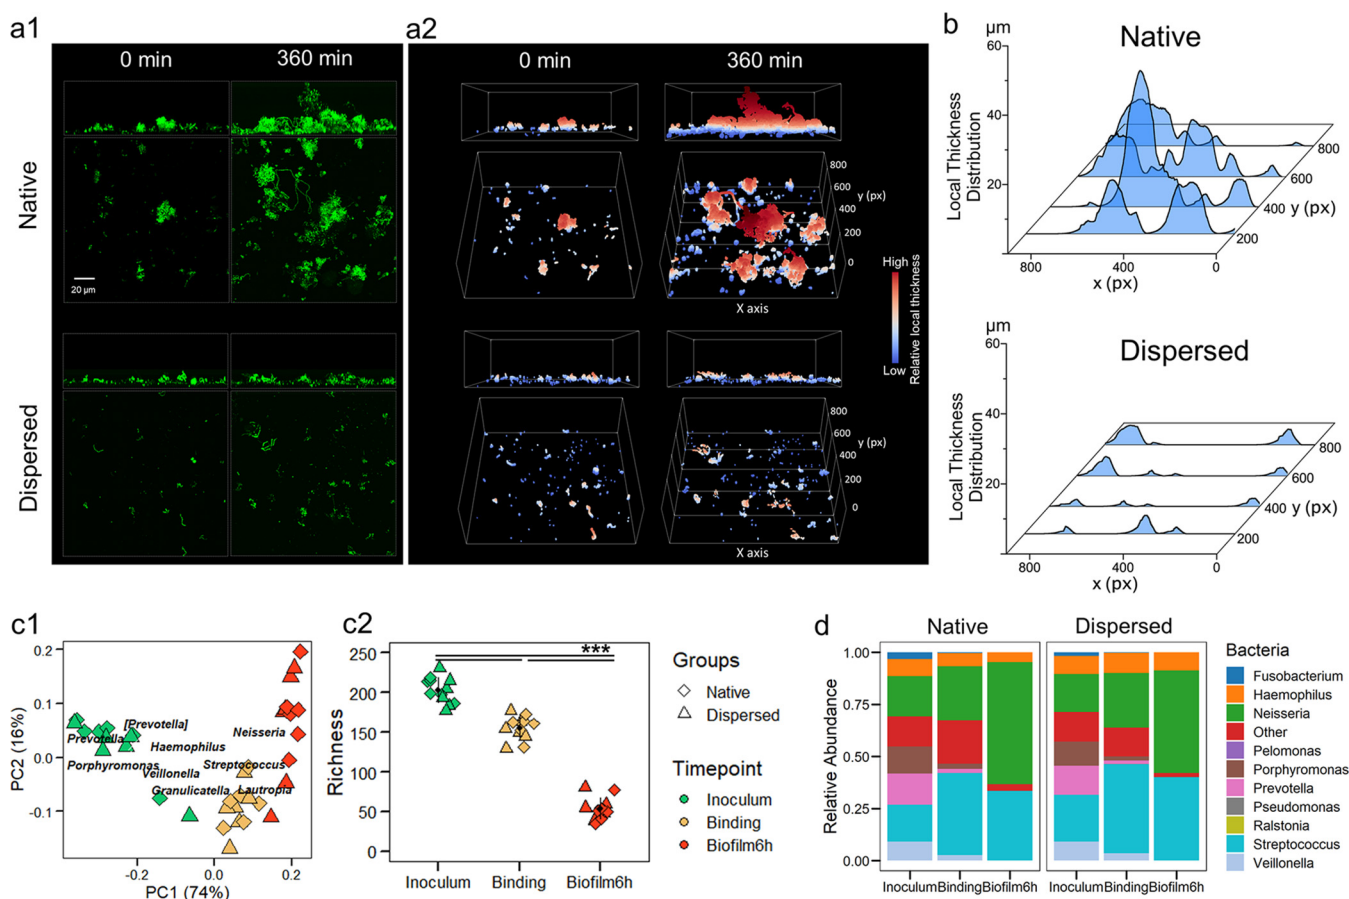 a1
0 min
360 min
Native
20 µm
Dispersed
a2
0 min
360 min
800
600
y (px)
400
200
0
X axis
High
Relative local thickness
Low
800
600
y (px)
400
200
0
X axis
b
µm
Native
60
40
20
Local Thickness
Distribution
800
600
400
y (px)
200
800
400
0
x (px)
µm
Dispersed
60
40
20
Local Thickness
Distribution
800
600
400
y (px)
200
800
400
0
x (px)
c1
PC2 (16%)
0.2
0.1
0.0
-0.1
[Prevotella]
Prevotella
Neisseria
Haemophilus
Porphyromonas
Streptococcus
Veillonella
Granulicatella
Lautropia
-0.2
0.0
0.2
PC1 (74%)
c2
Richness
250
200
150
100
50
0
***
Inoculum
Binding
Biofilm6h
Groups
Native
Dispersed
Timepoint
Inoculum
Binding
Biofilm6h
d
Native
Dispersed
Relative Abundance
1.00
0.75
0.50
0.25
0.00
Inoculum
Binding
Biofilm6h
Inoculum
Binding
Biofilm6h
Bacteria
Fusobacterium
Haemophilus
Neisseria
Other
Pelomonas
Porphyromonas
Prevotella
Pseudomonas
Ralstonia
Streptococcus
Veillonella